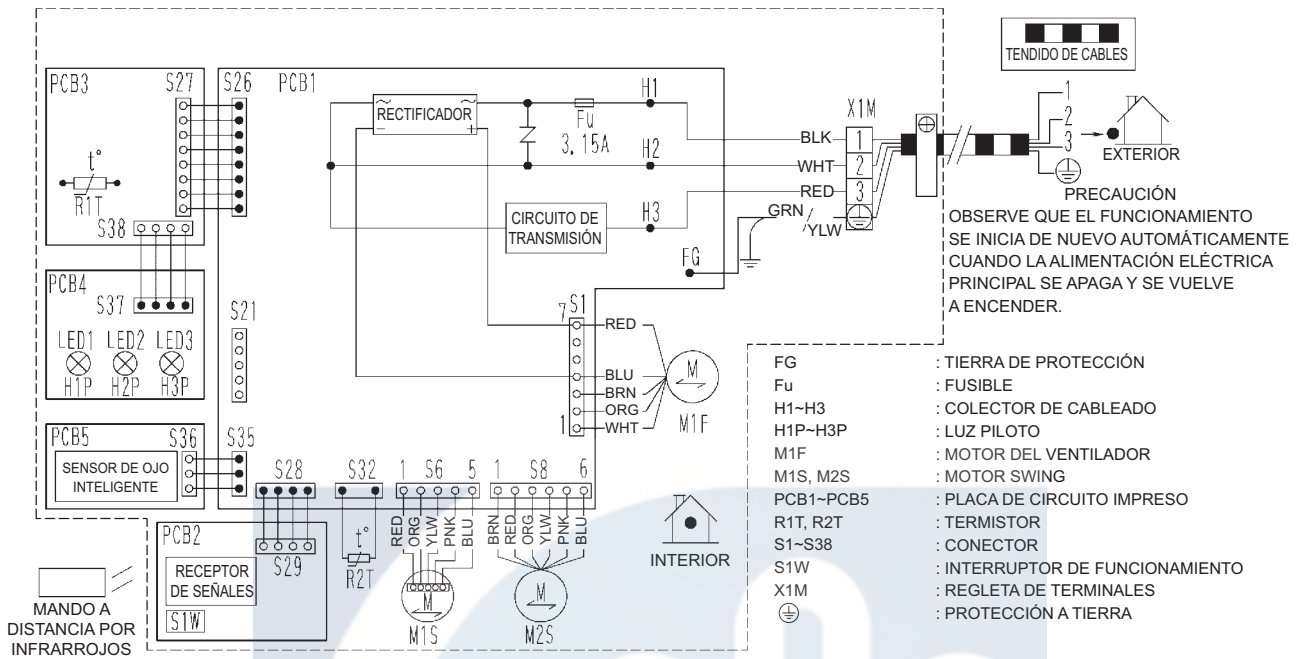 PCB3
S27
S26
PCB1
RECTIFICADOR
~
~
−
+
Fu
3, 15A
H1
H2
H3
CIRCUITO DE
TRANSMISIÓN
FG
t°
R1T
S38
PCB4
S37
LED1 LED2 LED3
H1P H2P H3P
S21
PCB5
S36
S35
SENSOR DE OJO
INTELIGENTE
S28
S32
1 S6 5
1 S8 6
PCB2
S29
RECEPTOR
DE SEÑALES
S1W
t°
R2T
RED
ORG
YLW
PNK
BLU
M
M1S
BRN
RED
ORG
YLW
PNK
BLU
M
M2S
S1
RED
BLU
BRN
ORG
1
WHT
M
M1F
X1M
BLK 1
WHT 2
RED 3
GRN
/YLW
TENDIDO DE CABLES
1
2
3
EXTERIOR
PRECAUCIÓN
OBSERVE QUE EL FUNCIONAMIENTO
SE INICIA DE NUEVO AUTOMÁTICAMENTE
CUANDO LA ALIMENTACIÓN ELÉCTRICA
PRINCIPAL SE APAGA Y SE VUELVE
A ENCENDER.
INTERIOR
MANDO A
DISTANCIA POR
INFRARROJOS
FG : TIERRA DE PROTECCIÓN
Fu : FUSIBLE
H1~H3 : COLECTOR DE CABLEADO
H1P~H3P : LUZ PILOTO
M1F : MOTOR DEL VENTILADOR
M1S, M2S : MOTOR SWING
PCB1~PCB5 : PLACA DE CIRCUITO IMPRESO
R1T, R2T : TERMISTOR
S1~S38 : CONECTOR
S1W : INTERRUPTOR DE FUNCIONAMIENTO
X1M : REGLETA DE TERMINALES
: PROTECCIÓN A TIERRA